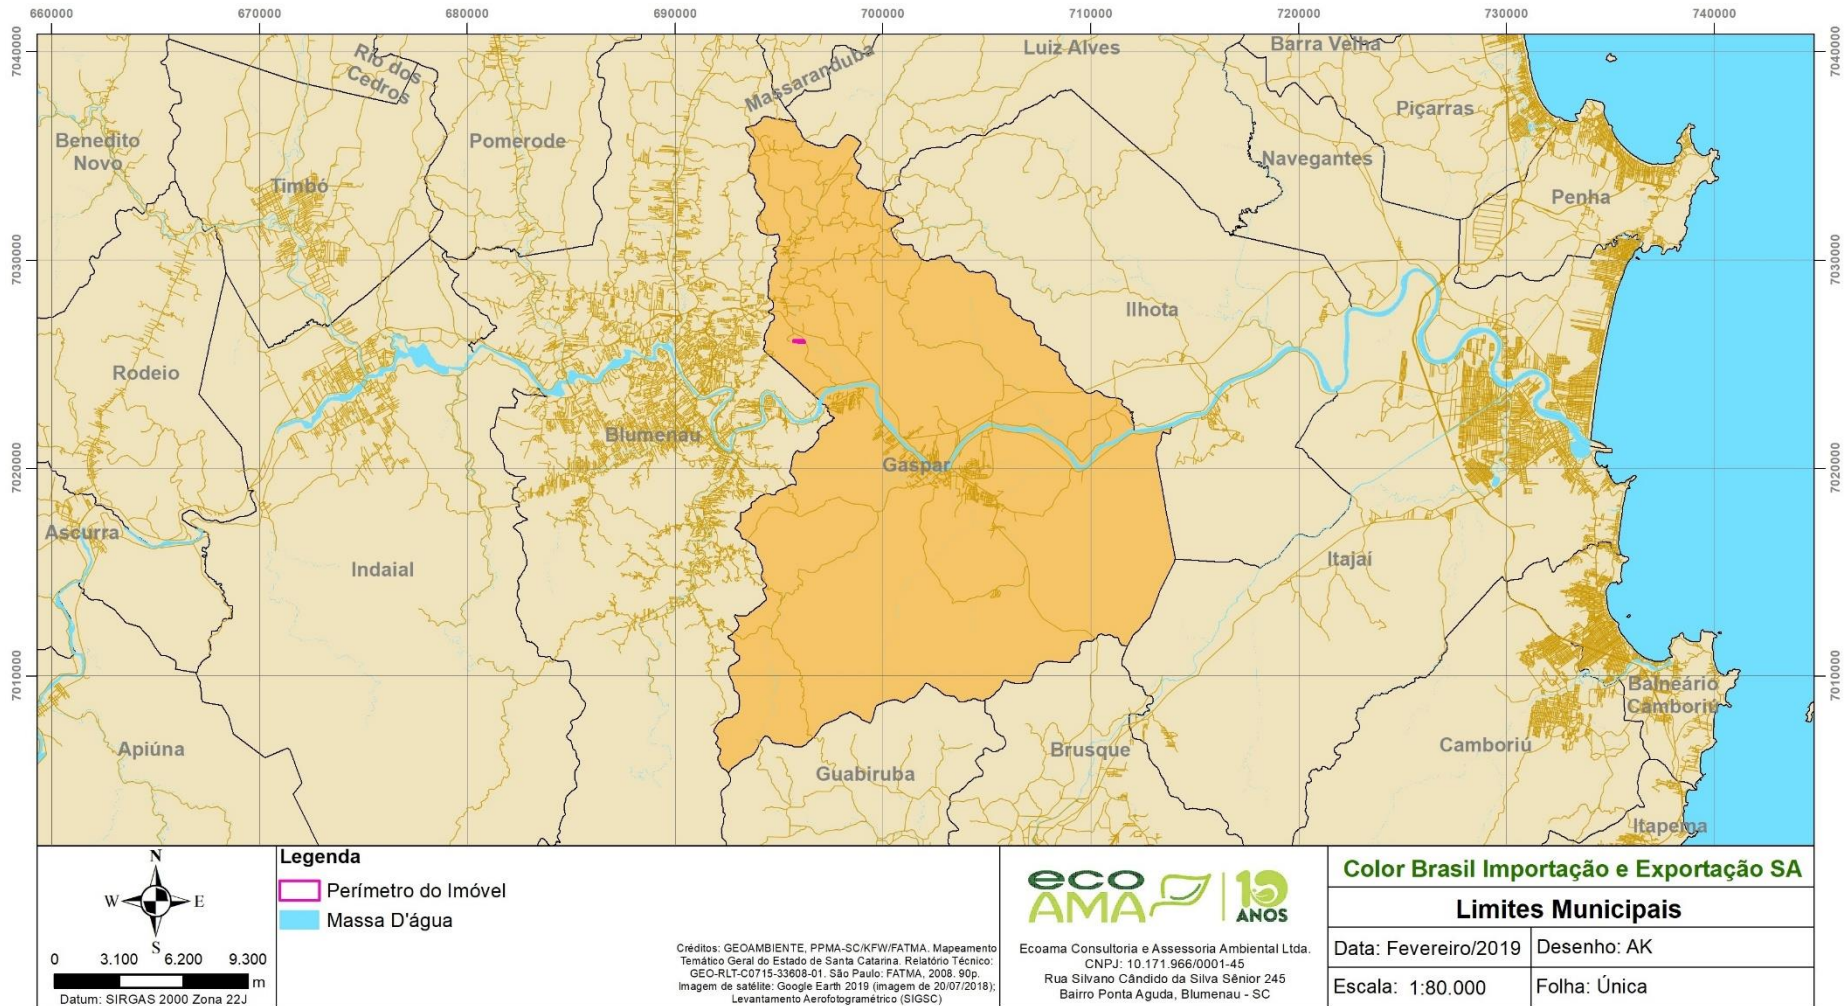 660000 670000 680000 690000 700000 710000 720000 730000 740000
7040000
7040000
7030000
7030000
7020000
7020000
7010000
7010000
Rio dos
Cedros
Massaranduba
Luiz Alves
Barra Velha
Benedito
Novo
Pomerode
Piçarras
Timbó
Navegantes
Penha
Ilhota
Rodeio
Blumenau
Gaspar
Ascurra
Indaial
Itajaí
Balneário
Camboriú
Apiúna
Guabiruba
Brusque
Camboriú
Itapema
N
W E
S
0 3.100 6.200 9.300
m
Datum: SIRGAS 2000 Zona 22J
Legenda
Perímetro do Imóvel
Massa D'água
Créditos: GEOAMBIENTE, PPMA-SC/KFW/FATMA. Mapeamento
Temático Geral do Estado de Santa Catarina. Relatório Técnico:
GEO-RLT-C0715-33608-01. São Paulo: FATMA, 2008. 90p.
Imagem de satélite: Google Earth 2019 (imagem de 20/07/2018);
Levantamento Aerofotogramétrico (SIGSC)
eco
AMA
10
ANOS
Ecoama Consultoria e Assessoria Ambiental Ltda.
CNPJ: 10.171.966/0001-45
Rua Silvano Cândido da Silva Sênior 245
Bairro Ponta Aguda, Blumenau - SC
Color Brasil Importação e Exportação SA
Limites Municipais
Data: Fevereiro/2019
Desenho: AK
Escala: 1:80.000
Folha: Única